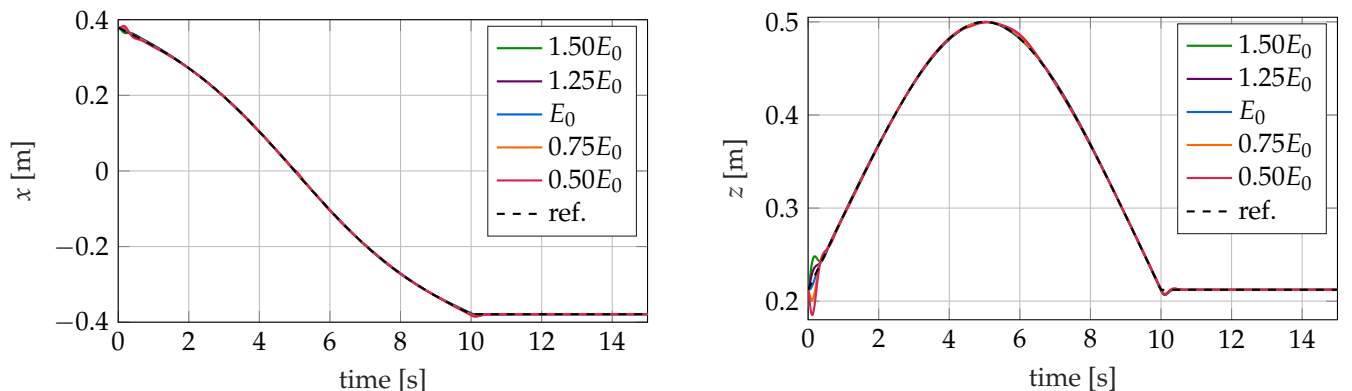 0.4
0.2
0
−0.2
−0.4
x [m]
0 2 4 6 8 10 12 14
time [s]
1.50E₀
1.25E₀
E₀
0.75E₀
0.50E₀
ref.
0.5
0.4
0.3
0.2
z [m]
0 2 4 6 8 10 12 14
time [s]
1.50E₀
1.25E₀
E₀
0.75E₀
0.50E₀
ref.